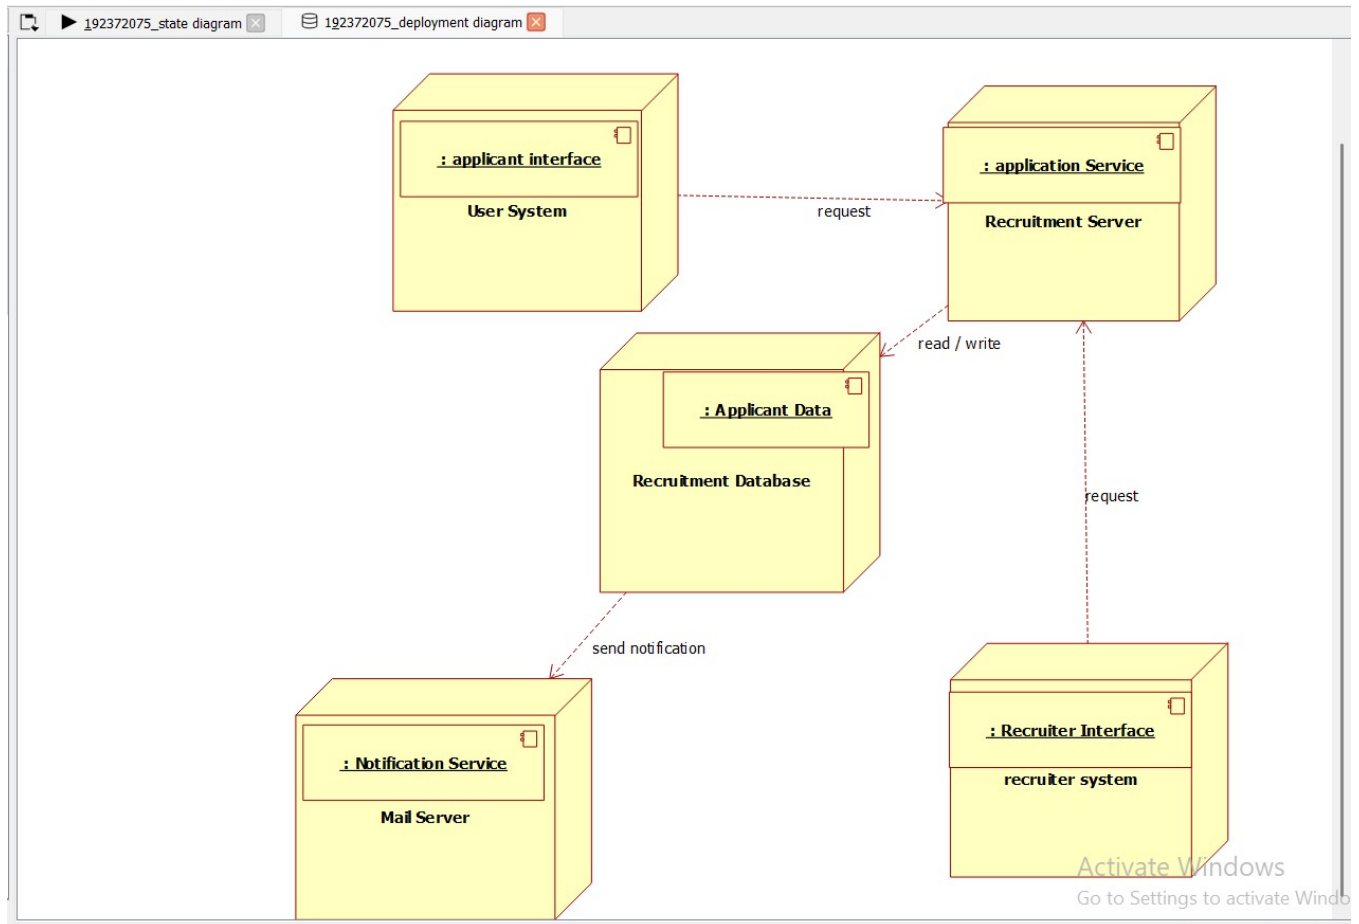 192372075_state diagram
192372075_deployment diagram
: applicant interface
User System
: application Service
Recruitment Server
request
read / write
: Applicant Data
Recruitment Database
request
send notification
: Notification Service
Mail Server
: Recruiter Interface
recruiter system
Activate Windows
Go to Settings to activate Windo